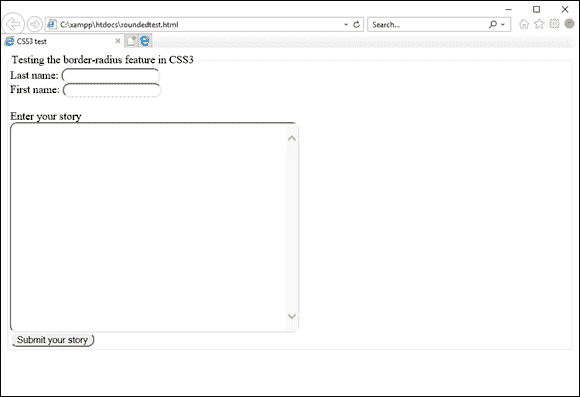 C:\xampp\htdocs\roundedtest.html
Search...
CSS3 test
Testing the border-radius feature in CSS3
Last name:
First name:
Enter your story
Submit your story